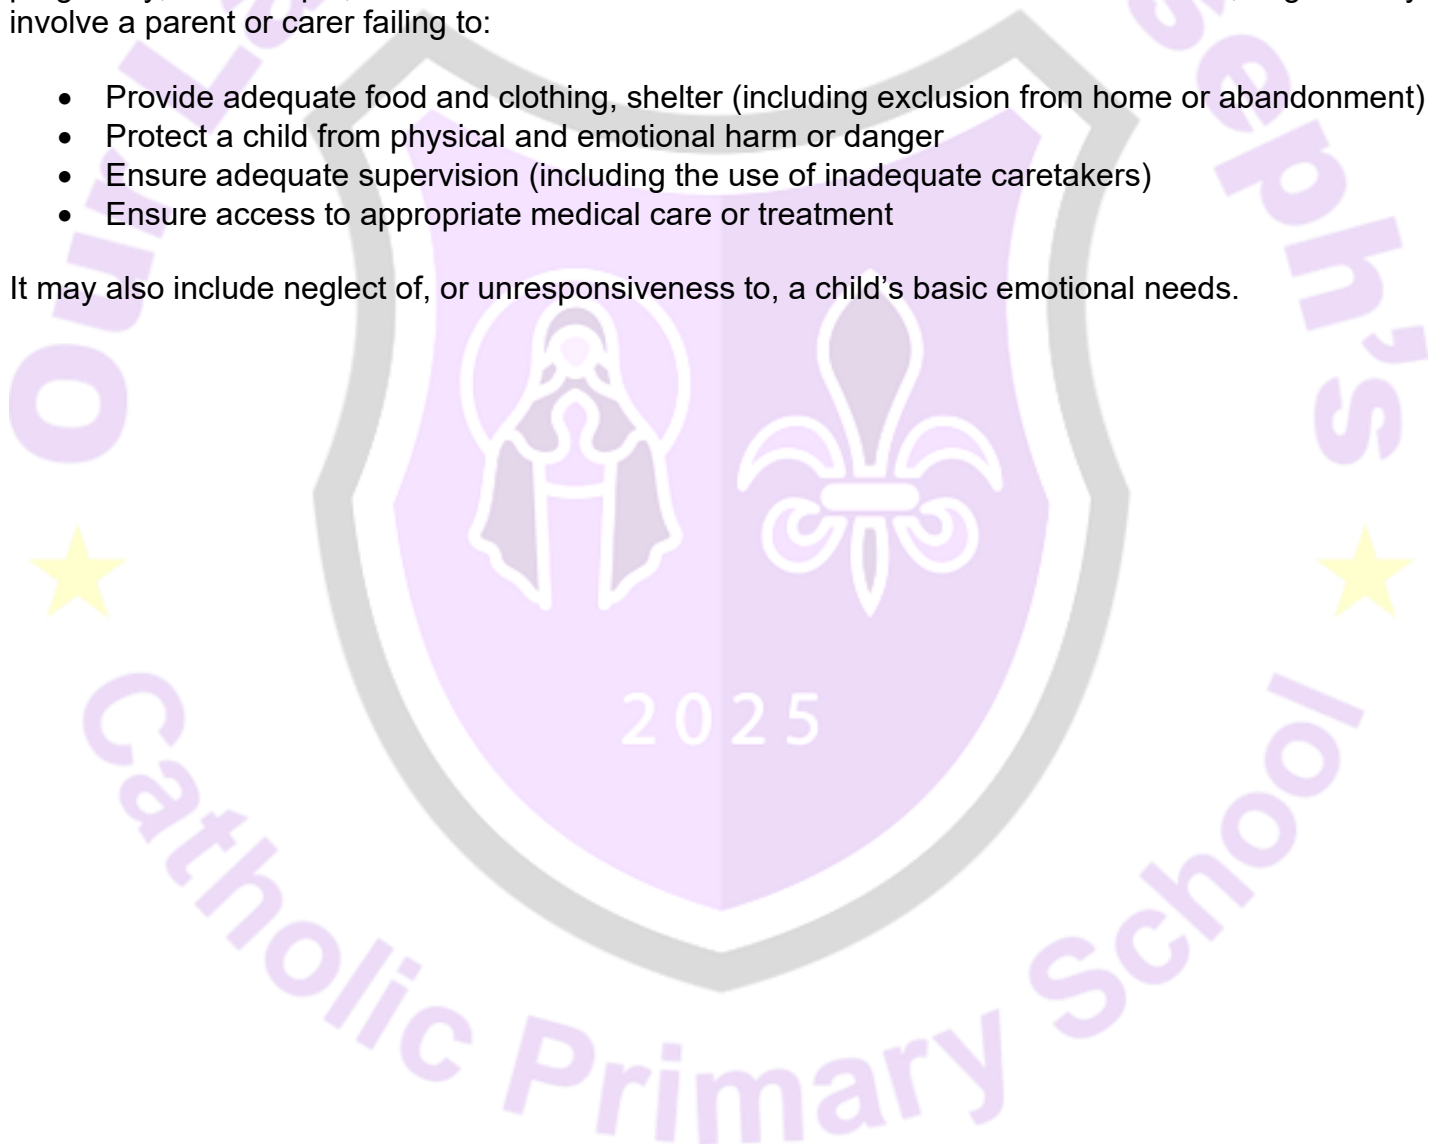 involve a parent or carer failing to:
• Provide adequate food and clothing, shelter (including exclusion from home or abandonment)
• Protect a child from physical and emotional harm or danger
• Ensure adequate supervision (including the use of inadequate caretakers)
• Ensure access to appropriate medical care or treatment
It may also include neglect of, or unresponsiveness to, a child’s basic emotional needs.
Our
seph’s
2025
Catholic Primary School